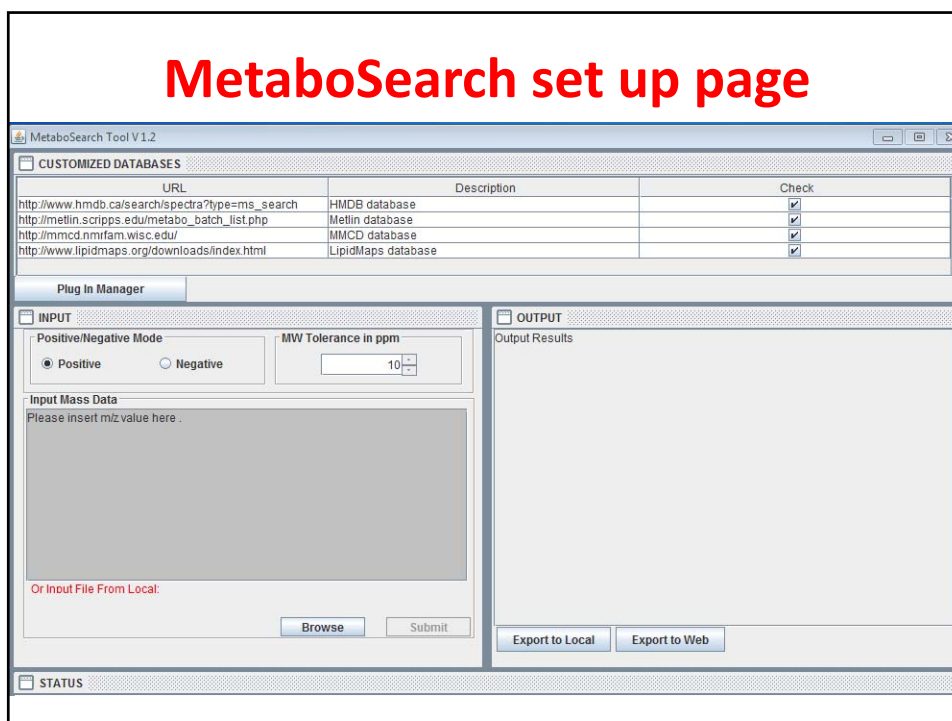 MetaboSearch set up page
MetaboSearch Tool V 1.2
CUSTOMIZED DATABASES
URL Description Check
http://www.hmdb.ca/search/spectra?type=ms_search HMDB database
http://metlin.scripps.edu/metabo_batch_list.php Metlin database
http://mmcd.nmrfam.wisc.edu/ MMCD database
http://www.lipidmaps.org/downloads/index.html LipidMaps database
Plug In Manager
INPUT
Positive/Negative Mode MW Tolerance in ppm
Positive Negative 10
Input Mass Data
Please insert m/z value here .
Or Input File From Local:
Browse Submit
OUTPUT
Output Results
Export to Local Export to Web
STATUS